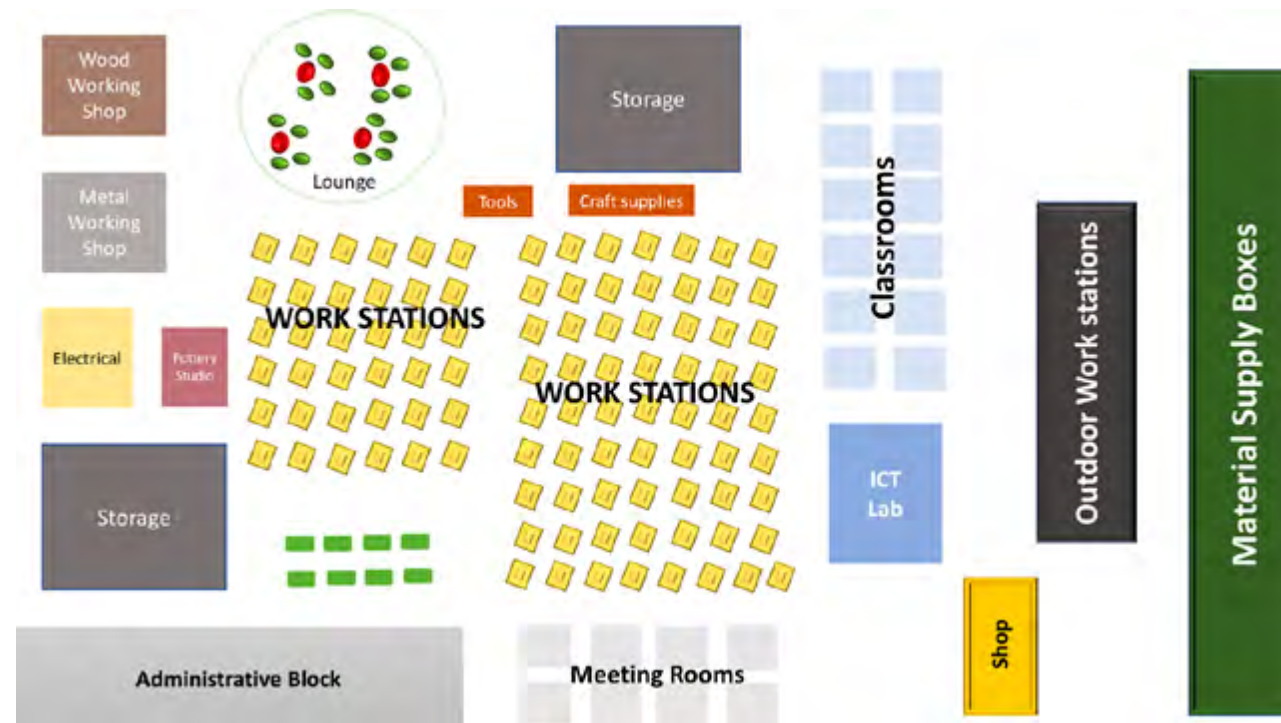 Wood
Working
Shop
Lounge
Storage
Metal
Working
Shop
Tools
Craft supplies
Classrooms
Outdoor Work stations
Material Supply Boxes
WORK STATIONS
Electrical
Pottery
Studio
WORK STATIONS
Storage
ICT
Lab
Shop
Administrative Block
Meeting Rooms